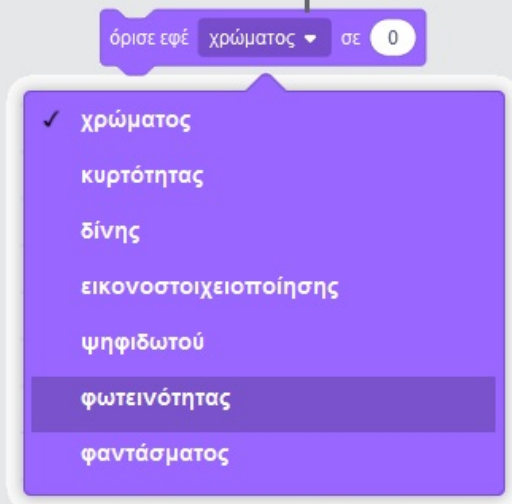 όρισε εφέ χρώματος σε 0
χρώματος
κυρτότητας
δίνης
εικονοστοιχειοποίησης
ψηφιδωτού
φωτεινότητας
φαντάσματος